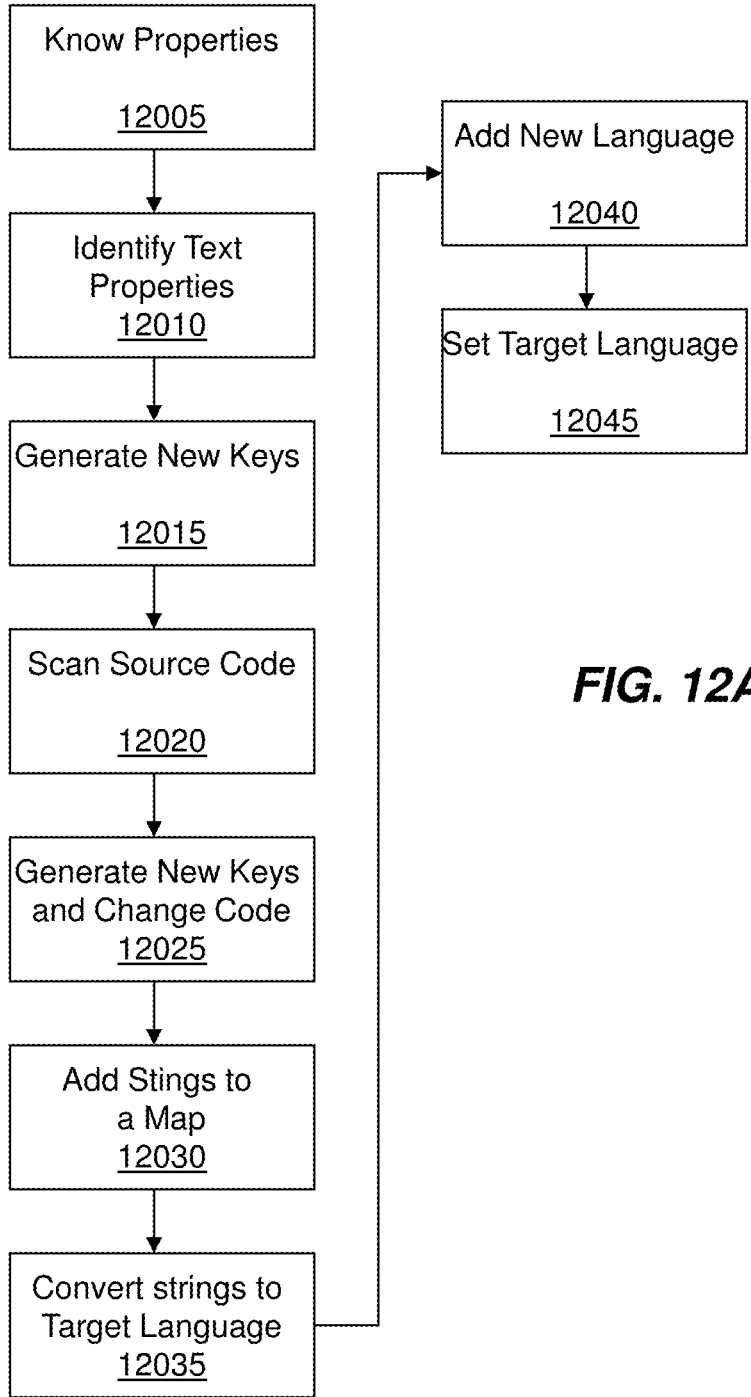 Know Properties
12005
Identify Text
Properties
12010
Generate New Keys
12015
Scan Source Code
12020
Generate New Keys
and Change Code
12025
Add Stings to
a Map
12030
Convert strings to
Target Language
12035
Add New Language
12040
Set Target Language
12045
FIG. 12A